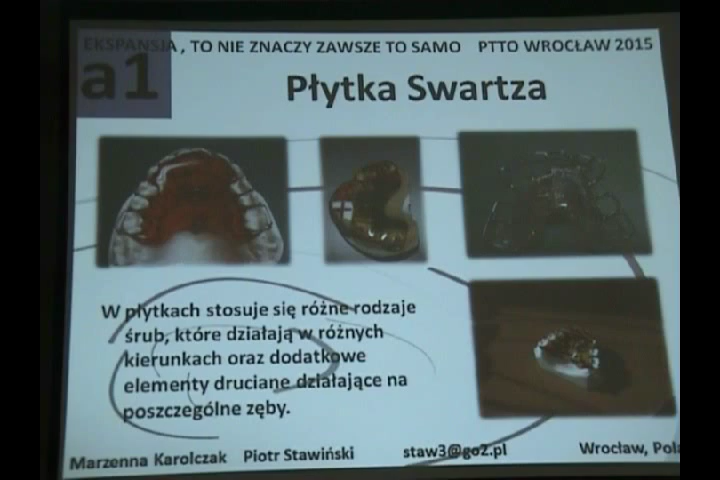 EKSPANSJA, TO NIE ZNACZY ZAWSZE TO SAMO PTTO WROCŁAW 2015
a1
Płytka Swartza
W płytkach stosuje się różne rodzaje
śrub, które działają w różnych
kierunkach oraz dodatkowe
elementy druciane działające na
poszczególne zęby.
Marzenna Karolczak Piotr Stawiński staw3@go2.pl Wrocław,